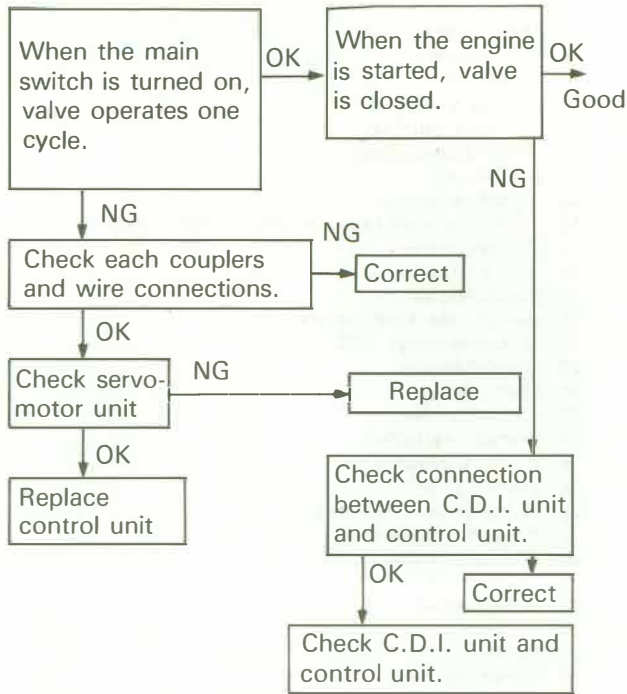 When the main
switch is turned on,
valve operates one
cycle.
OK
When the engine
is started, valve
is closed.
OK
Good
NG
NG
Check each couplers
and wire connections.
NG
Correct
OK
Check servo-
motor unit
NG
Replace
OK
Replace
control unit
Check connection
between C.D.I. unit
and control unit.
OK
Correct
Check C.D.I. unit and
control unit.